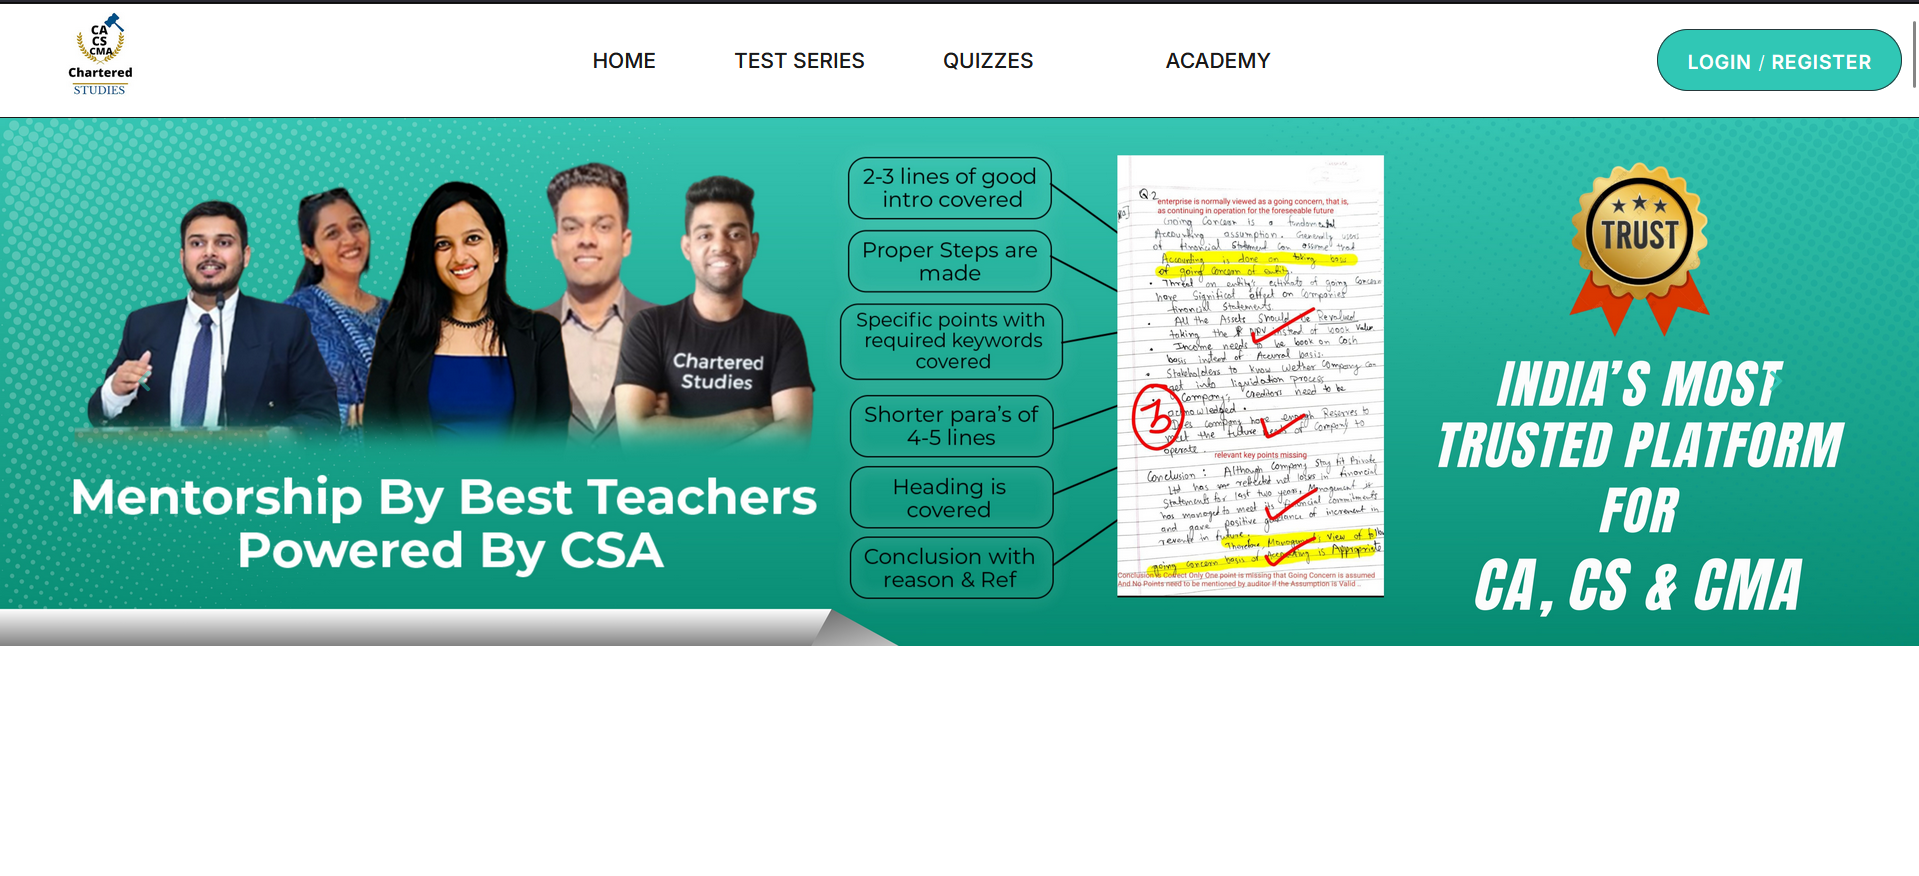 CA
CS
CMA
Chartered
STUDIES
HOME
TEST SERIES
QUIZZES
ACADEMY
LOGIN / REGISTER
Chartered
Studies
Mentorship By Best Teachers
Powered By CSA
2-3 lines of good
intro covered
Proper Steps are
made
Specific points with
required keywords
covered
Shorter para's of
4-5 lines
Heading is
covered
Conclusion with
reason & Ref
Q 2
enterprise is normally viewed as a going concern, that is,
as continuing in operation for the foreseeable future
Going Concern is a fundamental
Accounting assumption. Generally users
of financial Statement can assume that
Accounting is done on taking base
of going concern of entity.
• Threat on entity's estimate of going concern
have significant effect on Companies
financial Statements.
• All the Assets should be Revalued
taking the NPV instead of book value
• Income needs to be book on Cash
basis instead of Accrual basis.
• Stakeholders to know wether Company can
get into liquidation process
Company's creditors need to be
acknowledged.
3
Does company have enough Reserves to
meet the future needs of Company to
operate.
relevant key points missing
Conclusion : Although Company Stay fit Private
Ltd has net losses in financial
Statements for last two years, Management
has managed to meet its financial commitments
and gave positive guidance of increment in
revenue in future.
Therefore, Management's view of
going concern basis of Accounting is Appropriate
Conclusion is Correct Only One point is missing that Going Concern is assumed
And No Points need to be mentioned by auditor if the Assumption Is Valid ..
TRUST
INDIA'S MOST
TRUSTED PLATFORM
FOR
CA, CS & CMA